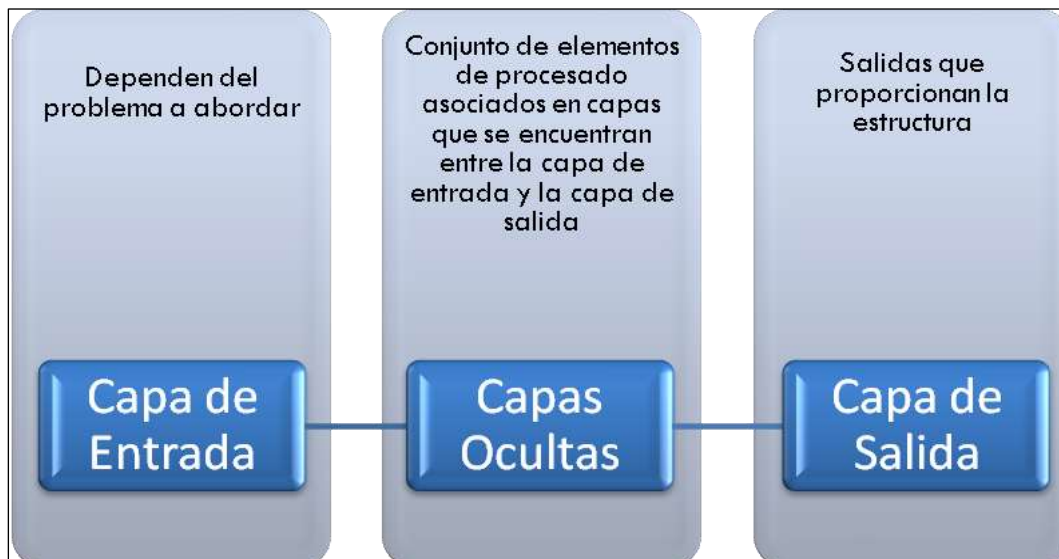 Dependen del
problema a abordar
Capa de
Entrada
Conjunto de elementos
de procesado
asociados en capas
que se encuentran
entre la capa de
entrada y la capa de
salida
Capas
Ocultas
Salidas que
proporcionan la
estructura
Capa de
Salida